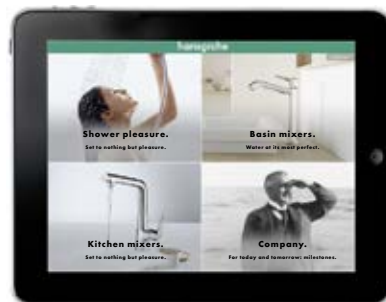 hansgrohe
Shower pleasure.
Set to nothing but pleasure.
Basin mixers.
Water at its most perfect.
Kitchen mixers.
Set to nothing but pleasure.
Company.
For today and tomorrow: milestones.